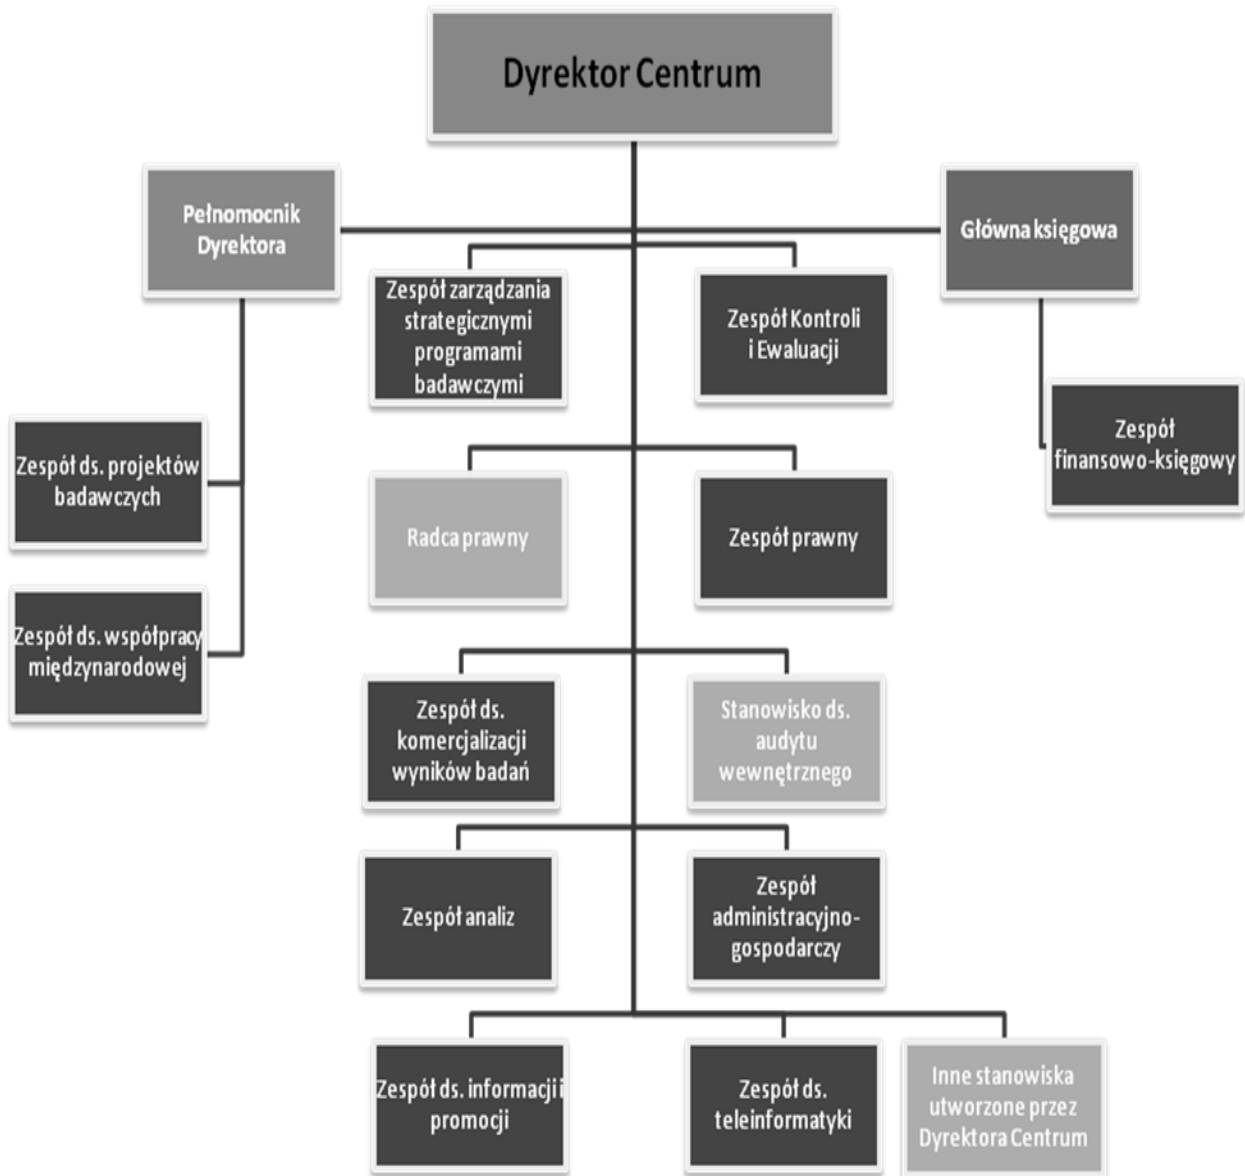 Dyrektor Centrum
Pełnomocnik
Dyrektora
Główna księgowa
Zespół zarządzania
strategicznymi
programami
badawczymi
Zespół Kontroli
i Ewaluacji
Zespół ds. projektów
badawczych
Zespół
finansowo-księgowy
Radca prawny
Zespół prawny
Zespół ds. współpracy
międzynarodowej
Zespół ds.
komercjalizacji
wyników badań
Stanowisko ds.
audytu
wewnętrznego
Zespół analiz
Zespół
administracyjno-
gospodarczy
Zespół ds. informacji i
promocji
Zespół ds.
teleinformatyki
Inne stanowiska
utworzone przez
Dyrektora Centrum